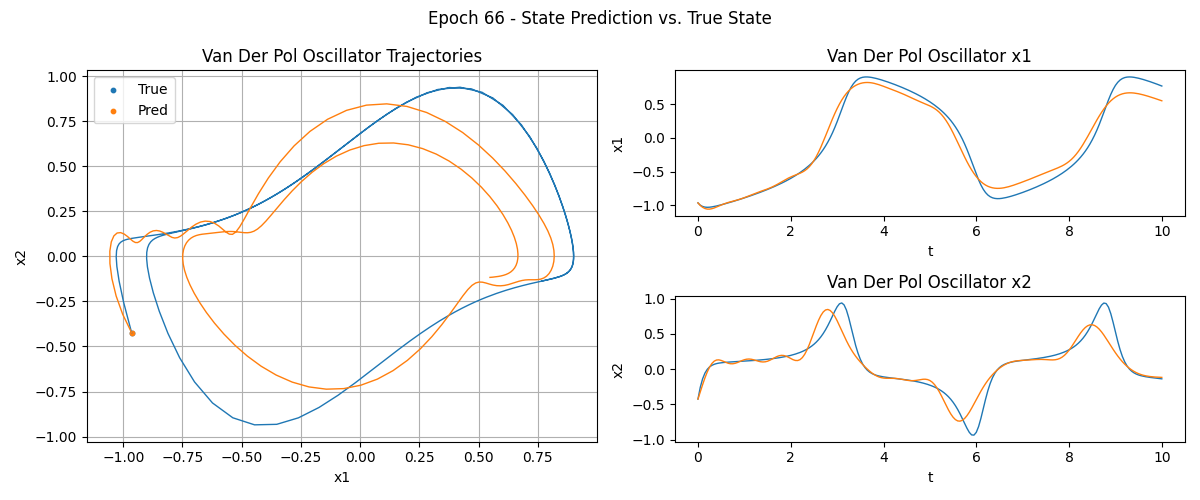 Epoch 66 - State Prediction vs. True State
Van Der Pol Oscillator Trajectories
True
Pred
1.00
0.75
0.50
0.25
0.00
−0.25
−0.50
−0.75
−1.00
x2
−1.00 −0.75 −0.50 −0.25 0.00 0.25 0.50 0.75
x1
Van Der Pol Oscillator x1
0.5
0.0
−0.5
−1.0
x1
0 2 4 6 8 10
t
Van Der Pol Oscillator x2
1.0
0.5
0.0
−0.5
−1.0
x2
0 2 4 6 8 10
t